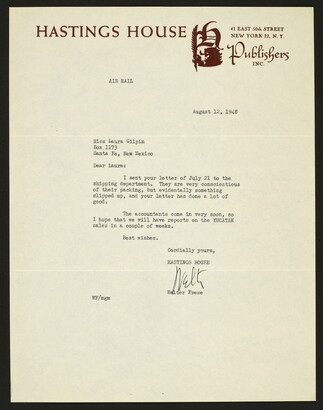 HASTINGS HOUSE
41 EAST 50th STREET
NEW YORK 22, N. Y.
Publishers
INC.
AIR MAIL
August 12, 1948
Miss Laura Gilpin
Box 1173
Santa Fe, New Mexico
Dear Laura:
I sent your letter of July 21 to the
shipping department. They are very conscientious
of their packing, but evidently something
slipped up, and your letter has done a lot of
good.
The accountants come in very soon, so
I hope that we will have reports on the YUCATAN
sales in a couple of weeks.
Best wishes.
Cordially yours,
HASTINGS HOUSE
Walt
Walter Frese
WF/mgm